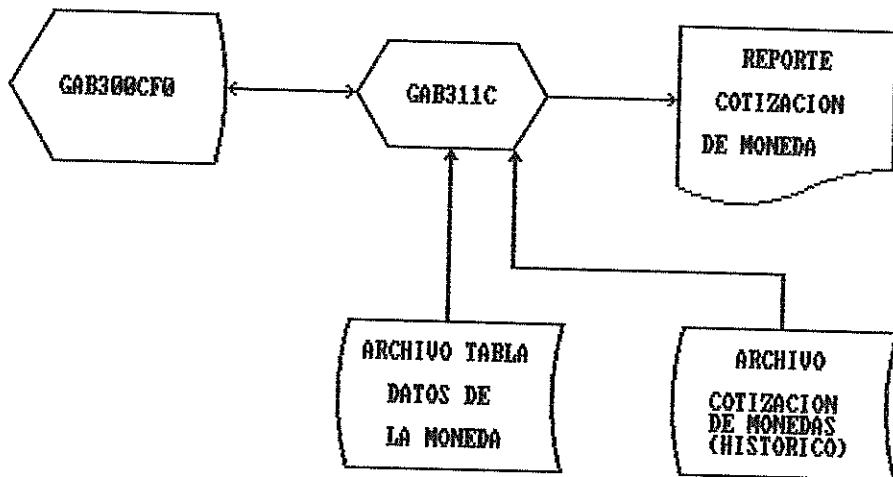 GAB300CF0
GAB311C
REPORTE
COTIZACION
DE MONEDA
ARCHIVO TABLA
DATOS DE
LA MONEDA
ARCHIVO
COTIZACION
DE MONEDAS
(HISTORICO)